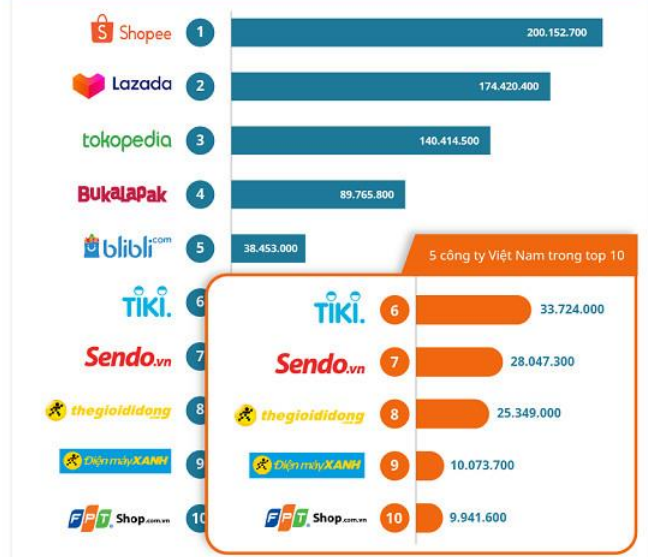 Shopee 1 200.152.700
Lazada 2 174.420.400
tokopedia 3 140.414.500
BukaLapak 4 89.765.800
blibli.com 5 38.453.000
5 công ty Việt Nam trong top 10
TIKI. 6
TIKI. 6 33.724.000
Sendo.vn 7
Sendo.vn 7 28.047.300
thegioididong.com 8
thegioididong.com 8 25.349.000
Điện máy XANH 9
Điện máy XANH 9 10.073.700
FPT Shop.com.vn 10
FPT Shop.com.vn 10 9.941.600